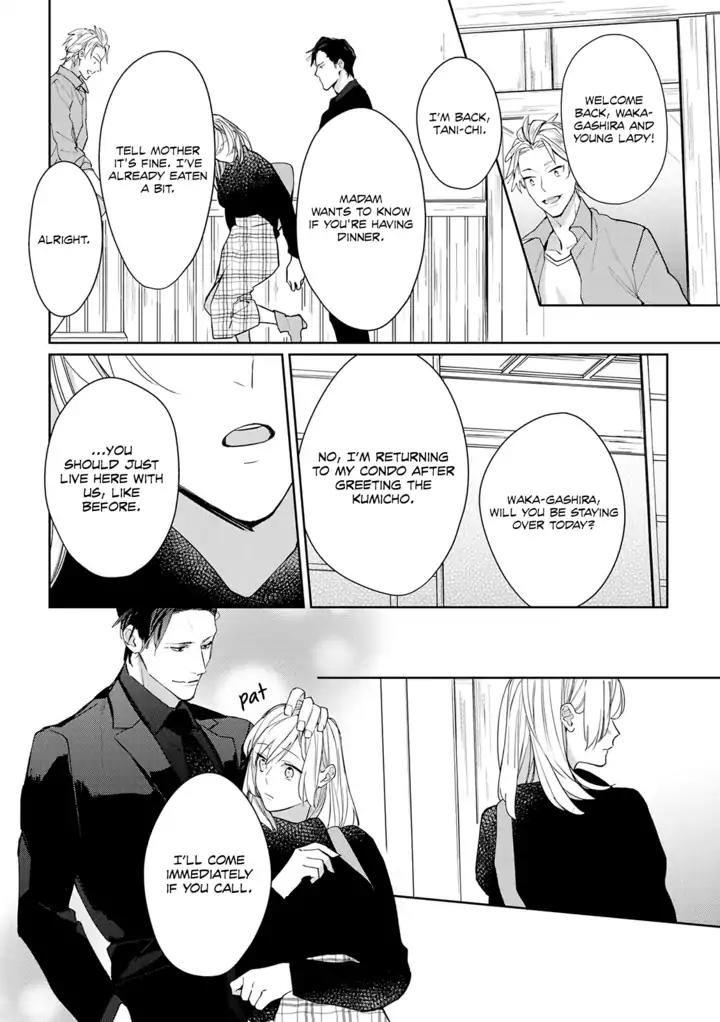 WELCOME
BACK, WAKA-
GASHIRA AND
YOUNG LADY!
I'M BACK,
TANI-CHI.
MADAM
WANTS TO KNOW
IF YOU'RE HAVING
DINNER.
TELL MOTHER
IT'S FINE. I'VE
ALREADY EATEN
A BIT.
ALRIGHT.
WAKA-GASHIRA,
WILL YOU BE STAYING
OVER TODAY?
NO, I'M RETURNING
TO MY CONDO AFTER
GREETING THE
KUMICHO.
...YOU
SHOULD JUST
LIVE HERE WITH
US, LIKE
BEFORE.
pat
I'LL COME
IMMEDIATELY
IF YOU CALL.